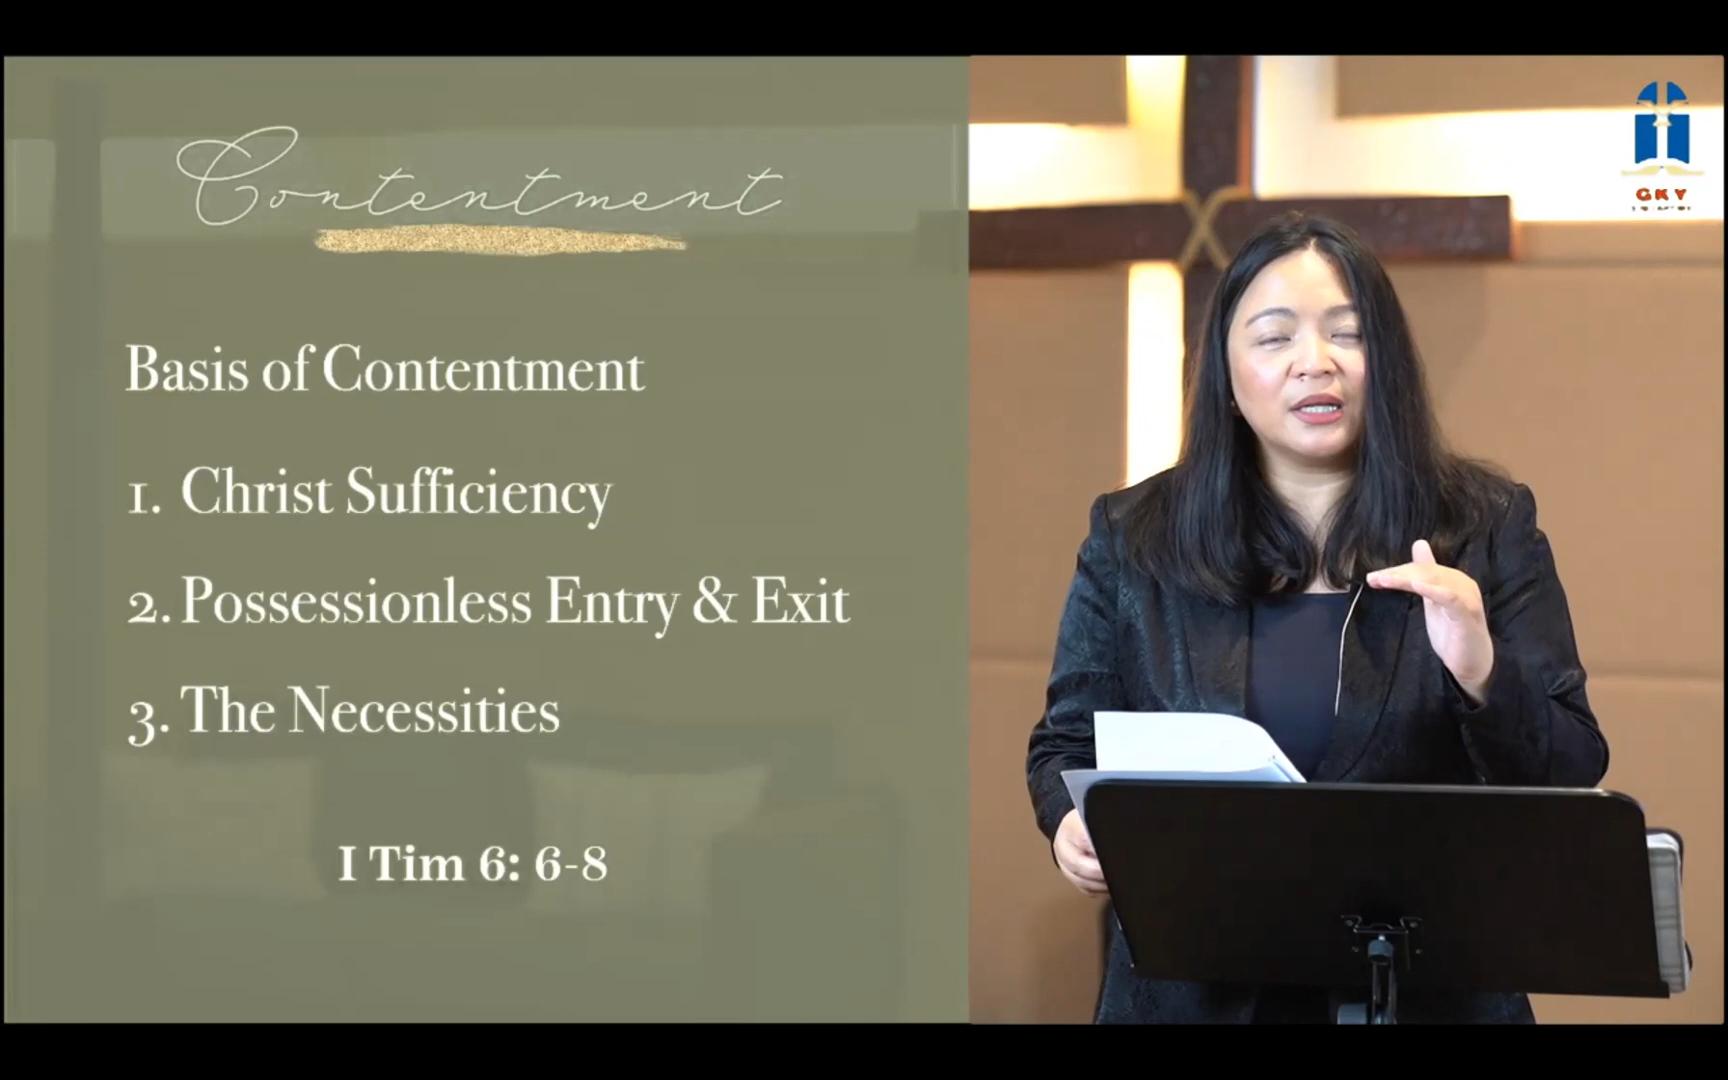 Contentment
Basis of Contentment
1. Christ Sufficiency
2. Possessionless Entry & Exit
3. The Necessities
I Tim 6: 6-8
GKY